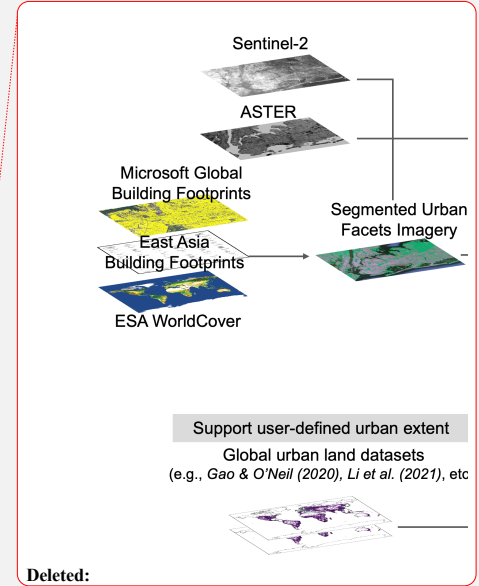 Sentinel-2
ASTER
Microsoft Global
Building Footprints
East Asia
Building Footprints
ESA WorldCover
Segmented Urban
Facets Imagery
Support user-defined urban extent
Global urban land datasets
(e.g., Gao & O'Neil (2020), Li et al. (2021), etc
Deleted: